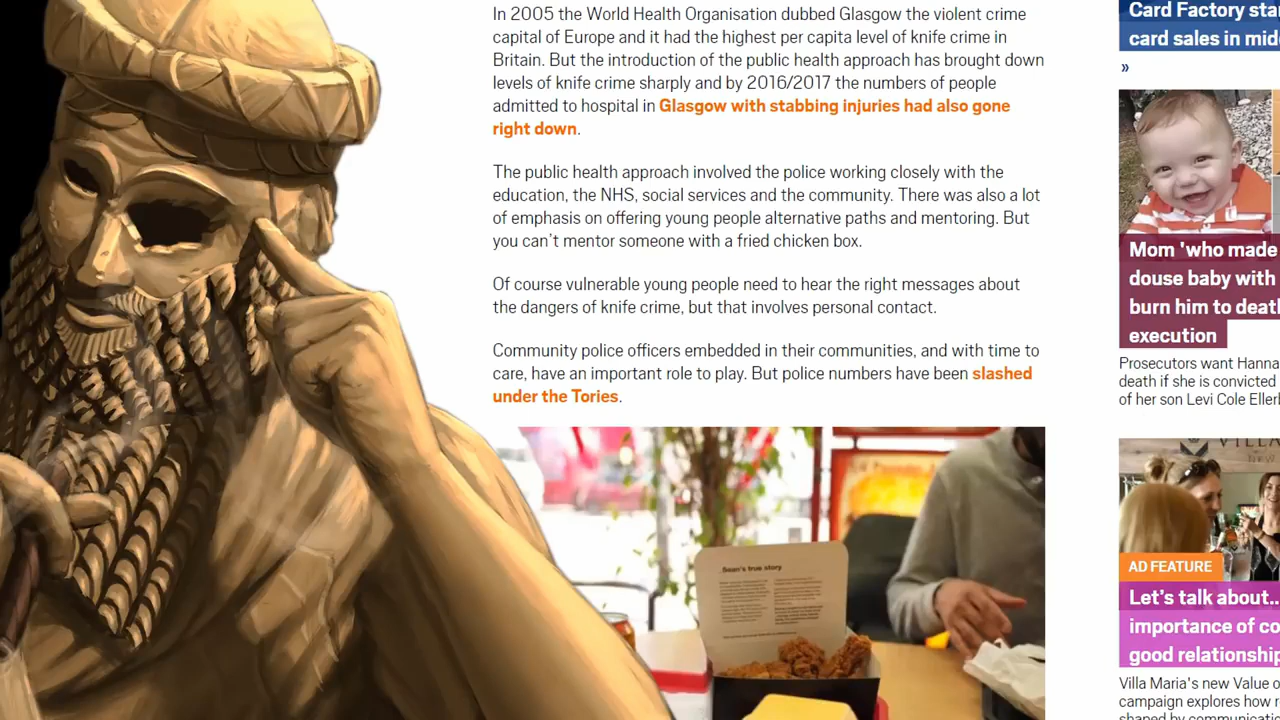 In 2005 the World Health Organisation dubbed Glasgow the violent crime
capital of Europe and it had the highest per capita level of knife crime in
Britain. But the introduction of the public health approach has brought down
levels of knife crime sharply and by 2016/2017 the numbers of people
admitted to hospital in Glasgow with stabbing injuries had also gone
right down.
The public health approach involved the police working closely with the
education, the NHS, social services and the community. There was also a lot
of emphasis on offering young people alternative paths and mentoring. But
you can't mentor someone with a fried chicken box.
Of course vulnerable young people need to hear the right messages about
the dangers of knife crime, but that involves personal contact.
Community police officers embedded in their communities, and with time to
care, have an important role to play. But police numbers have been slashed
under the Tories.
Sean's true story
Card Factory sta
card sales in mid
»
Mom 'who made
douse baby with
burn him to deat
execution
Prosecutors want Hanna
death if she is convicted
of her son Levi Cole Eller
VILLA
AD FEATURE
Let's talk about..
importance of co
good relationship
Villa Maria's new Value o
campaign explores how r
shaped by communicatio